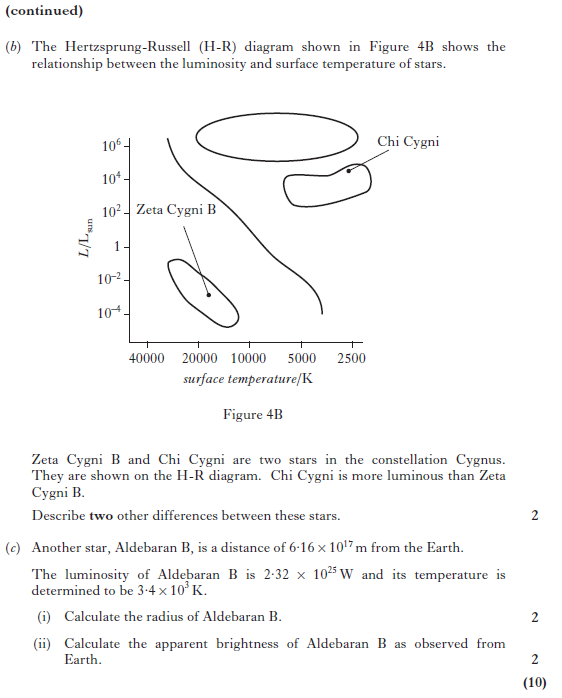 (continued)
(b) The Hertzsprung-Russell (H-R) diagram shown in Figure 4B shows the
relationship between the luminosity and surface temperature of stars.
Chi Cygni
10⁶
10⁴
10²
Zeta Cygni B
1
10⁻²
10⁻⁴
L/Lsun
40000 20000 10000 5000 2500
surface temperature/K
Figure 4B
Zeta Cygni B and Chi Cygni are two stars in the constellation Cygnus.
They are shown on the H-R diagram. Chi Cygni is more luminous than Zeta
Cygni B.
Describe two other differences between these stars. 2
(c) Another star, Aldebaran B, is a distance of 6·16 × 10¹⁷ m from the Earth.
The luminosity of Aldebaran B is 2·32 × 10²⁵ W and its temperature is
determined to be 3·4 × 10³ K.
(i) Calculate the radius of Aldebaran B. 2
(ii) Calculate the apparent brightness of Aldebaran B as observed from
Earth. 2
(10)